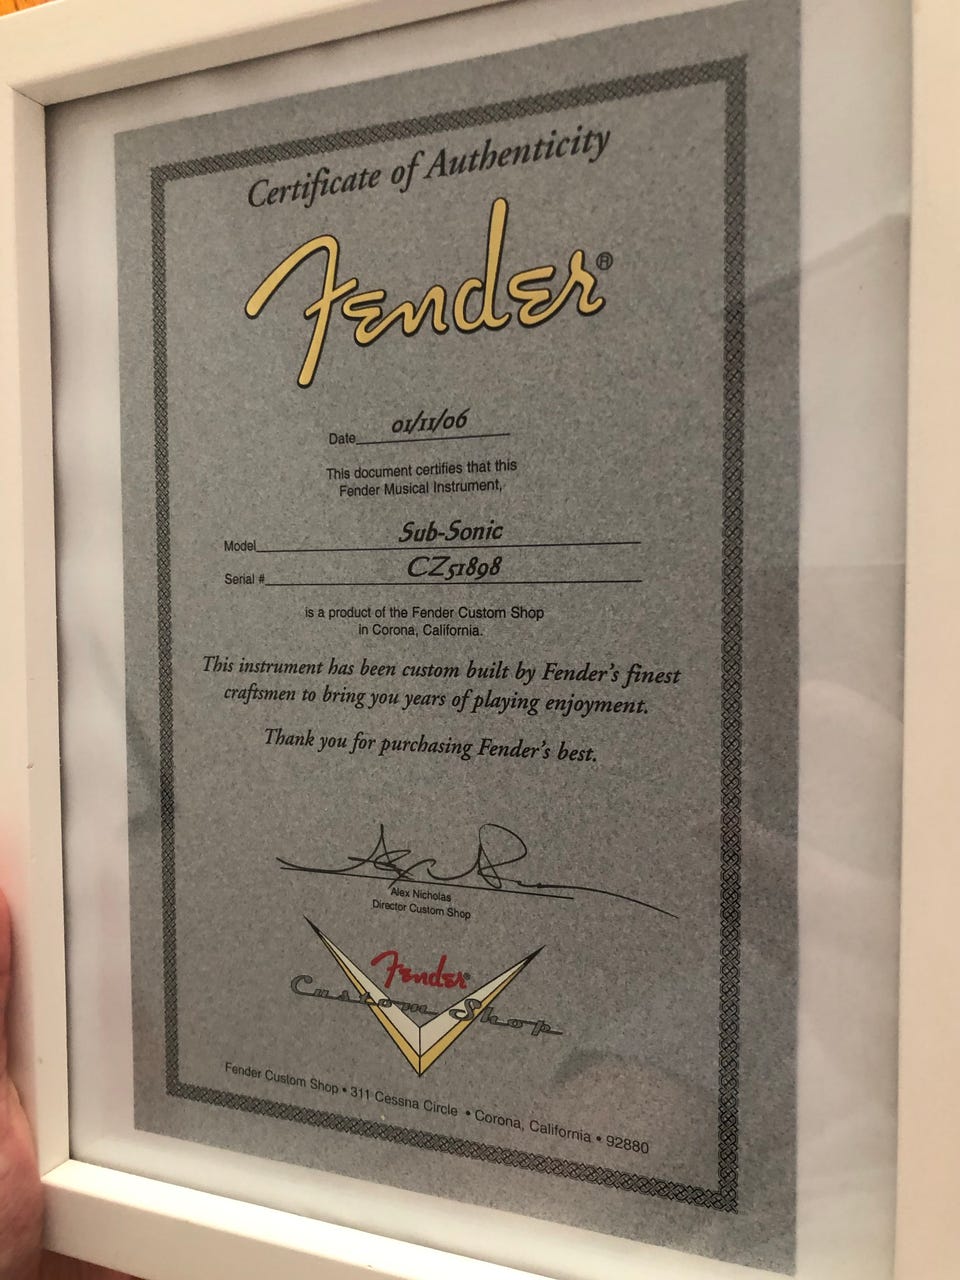 Certificate of Authenticity
Fender®
Date 01/11/06
This document certifies that this
Fender Musical Instrument,
Model Sub-Sonic
Serial # CZ51898
is a product of the Fender Custom Shop
in Corona, California.
This instrument has been custom built by Fender's finest
craftsmen to bring you years of playing enjoyment.
Thank you for purchasing Fender's best.
Alex Nicholas
Director Custom Shop
Fender®
Custom Shop
Fender Custom Shop • 311 Cessna Circle • Corona, California • 92880